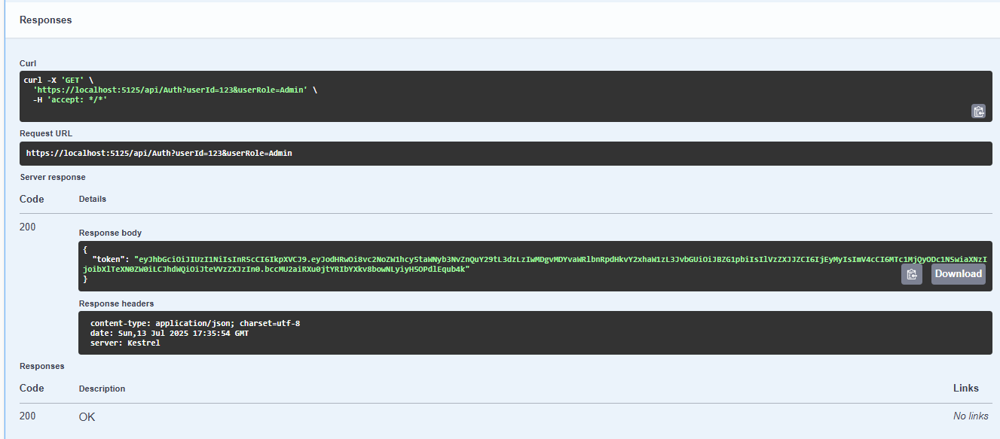 Responses
Curl
curl -X 'GET' \
'https://localhost:5125/api/Auth?userId=123&userRole=Admin' \
-H 'accept: */*'
Request URL
https://localhost:5125/api/Auth?userId=123&userRole=Admin
Server response
Code Details
200
Response body
{
"token": "eyJhbGciOiJIUzI1NiIsInR5cCI6IkpXVCJ9.eyJodHRwOi8vc2NoZW1hcy5taWNyb3NvZnQuY29tL3dzLzIwMDgvMDYvaWRlbnRpdHkvY2xhaW1zL3JvbGUiOiJBZG1pbiIsIlVzZXJJZCI6IjEyMyIsImV4cCI6MTc1MjQyODc1NSwiaXNzI
joibXlTeXN0ZW0iLCJhdWQiOiJteVVzZXJzIn0.bccMU2aiRXu0jtYRIbYXkv8bowNLyiyH5OPdlEqub4k"
}
Download
Response headers
content-type: application/json; charset=utf-8
date: Sun,13 Jul 2025 17:35:54 GMT
server: Kestrel
Responses
Code Description Links
200 OK No links